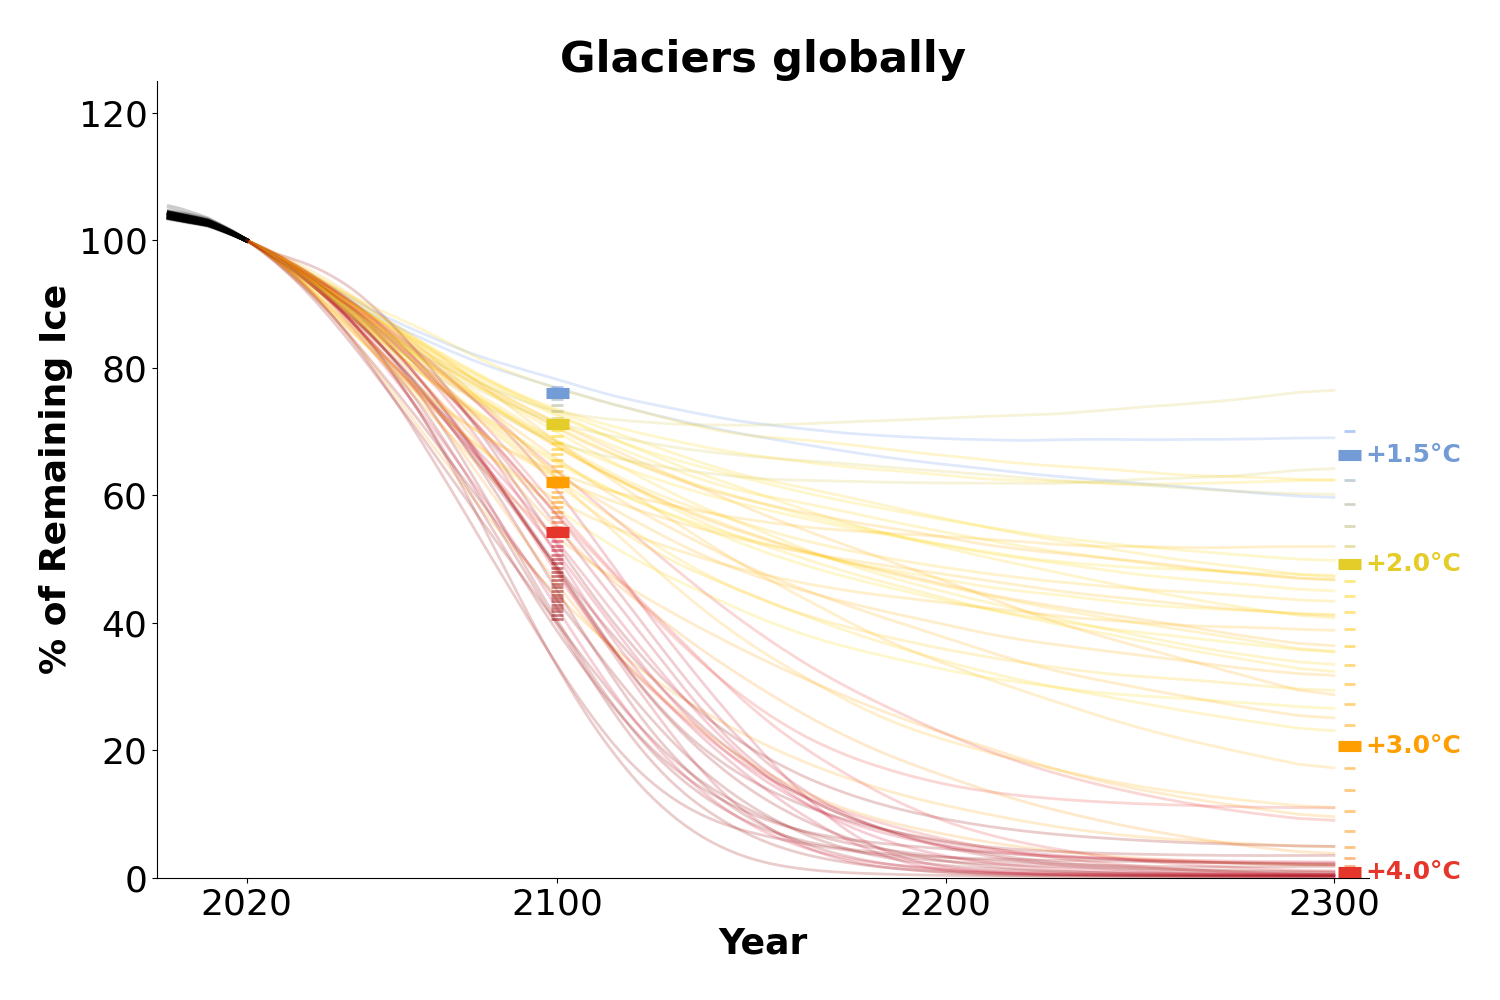 Glaciers globally
120
100
80
60
40
20
0
% of Remaining Ice
+1.5°C
+2.0°C
+3.0°C
+4.0°C
2020 2100 2200 2300
Year